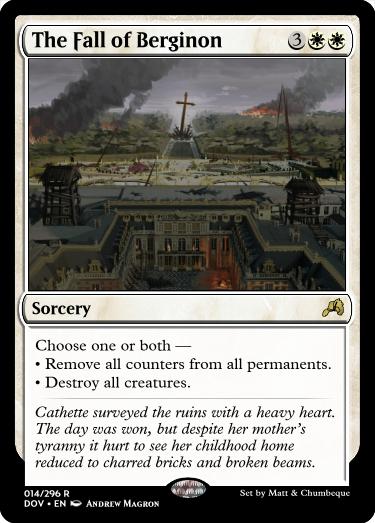 The Fall of Berginon 3
Sorcery
Choose one or both —
• Remove all counters from all permanents.
• Destroy all creatures.
Cathette surveyed the ruins with a heavy heart.
The day was won, but despite her mother's
tyranny it hurt to see her childhood home
reduced to charred bricks and broken beams.
014/296 R
DOV • EN Andrew Magron
Set by Matt & Chumbeque